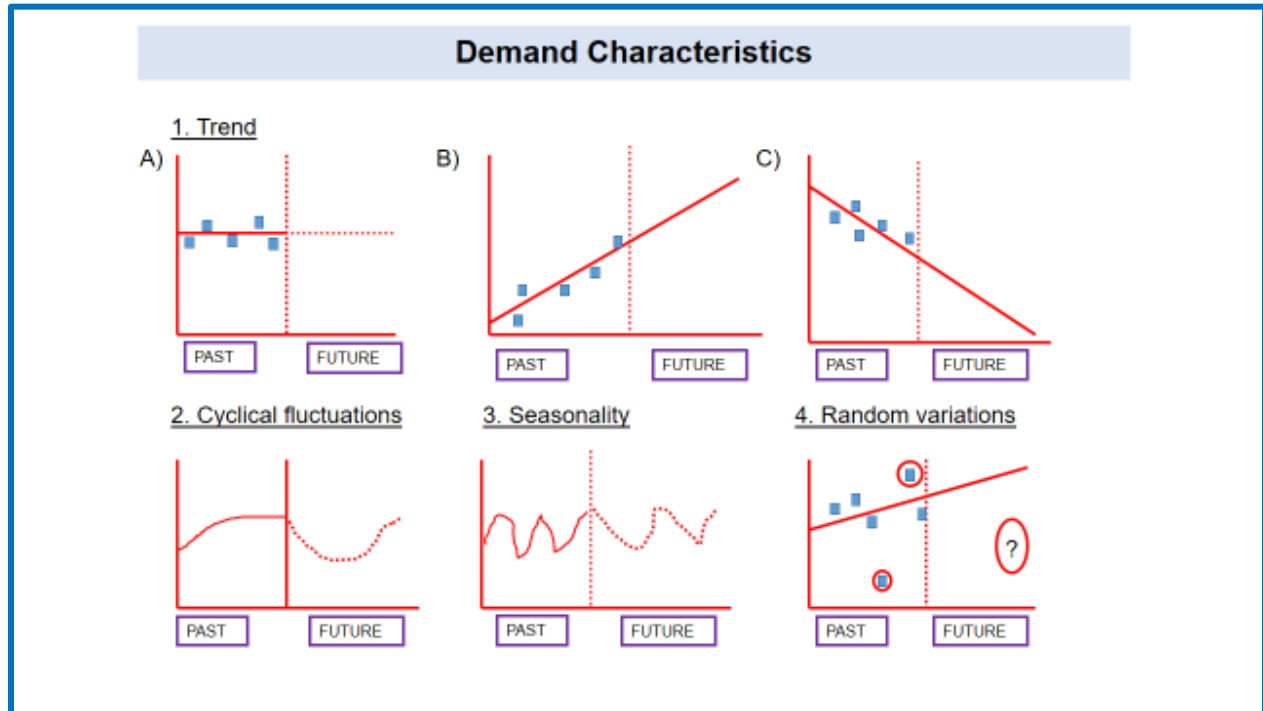 Demand Characteristics
1. Trend
A)
B)
C)
PAST
FUTURE
PAST
FUTURE
PAST
FUTURE
2. Cyclical fluctuations
3. Seasonality
4. Random variations
?
PAST
FUTURE
PAST
FUTURE
PAST
FUTURE